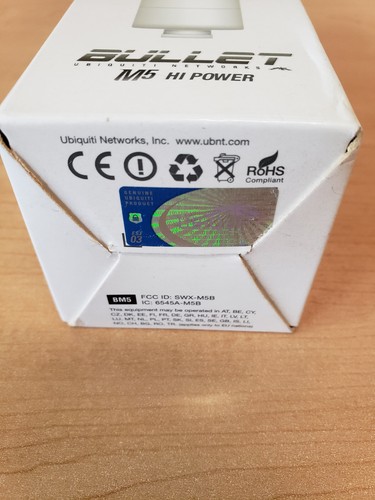 BULLET
UBIQUITI NETWORKS
M5 HI POWER
Ubiquiti Networks, Inc. www.ubnt.com
CE
RoHS
Compliant
GENUINE
UBIQUITI
PRODUCT
03
BM5 FCC ID: SWX-M5B
IC: 6545A-M5B
This equipment may be operated in AT, BE, CY,
CZ, DK, EE, FI, FR, DE, GR, HU, IE, IT, LV, LT,
LU, MT, NL, PL, PT, SK, SI, ES, SE, GB, IS, LI,
NO, CH, BG, RO, TR. applies only to EU nations